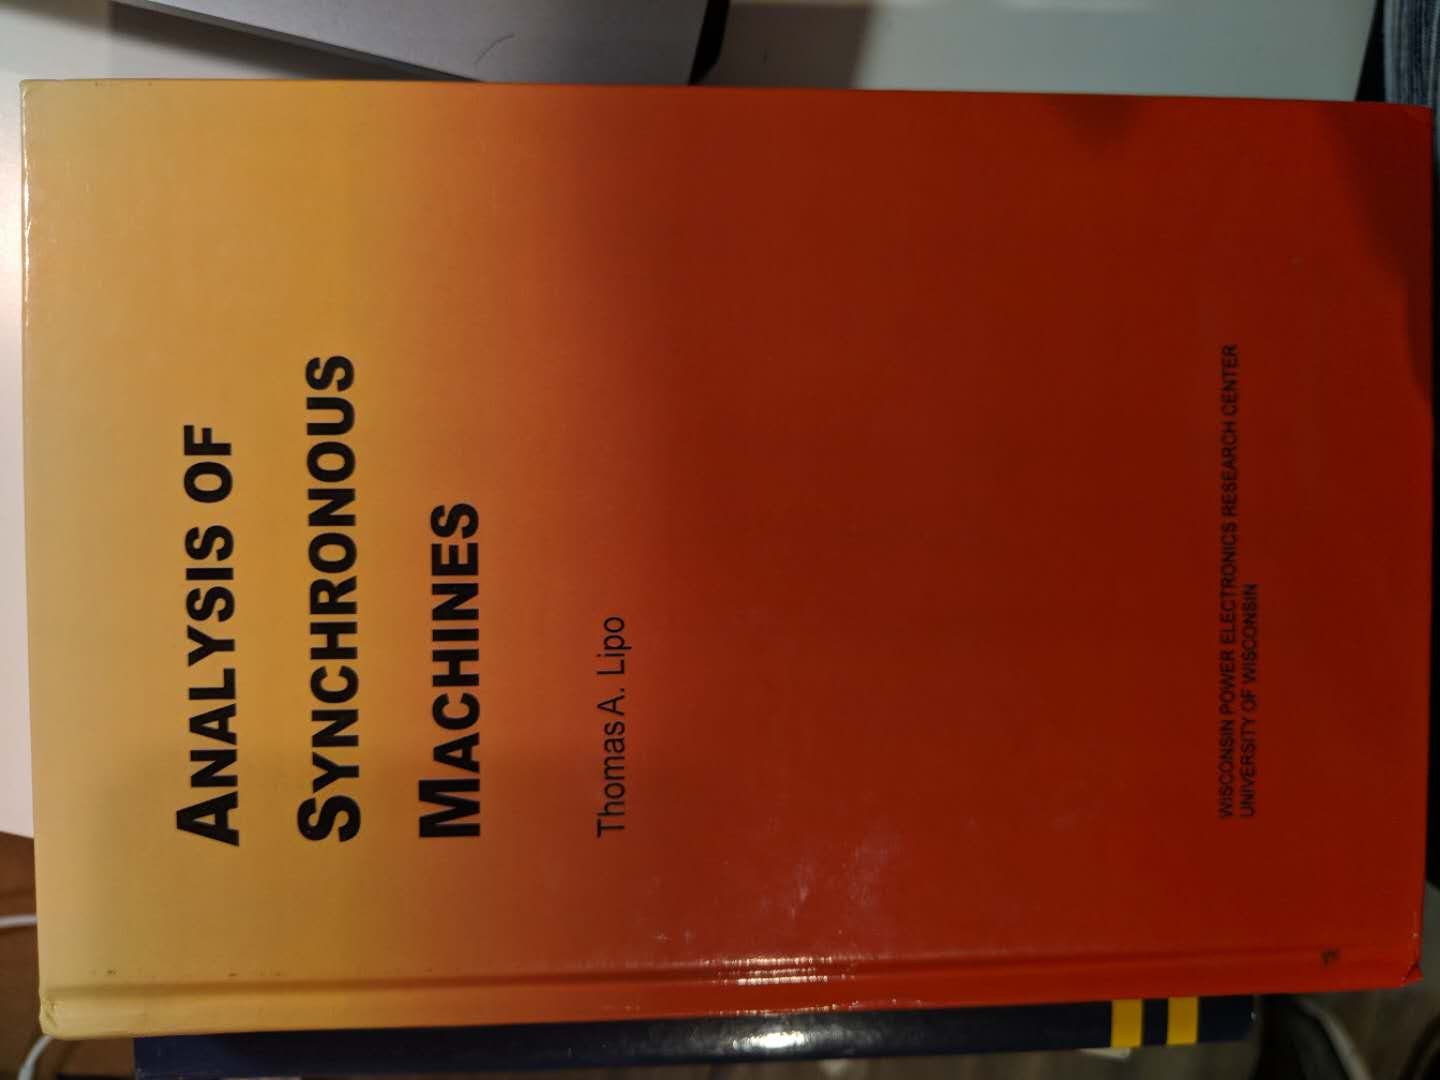 ANALYSIS OF
SYNCHRONOUS
MACHINES
Thomas A. Lipo
WISCONSIN POWER ELECTRONICS RESEARCH CENTER
UNIVERSITY OF WISCONSIN